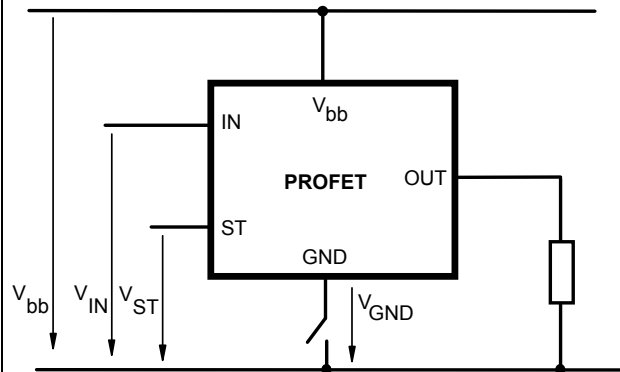 V_bb
IN
PROFET
OUT
ST
GND
V_bb
V_IN
V_ST
V_GND